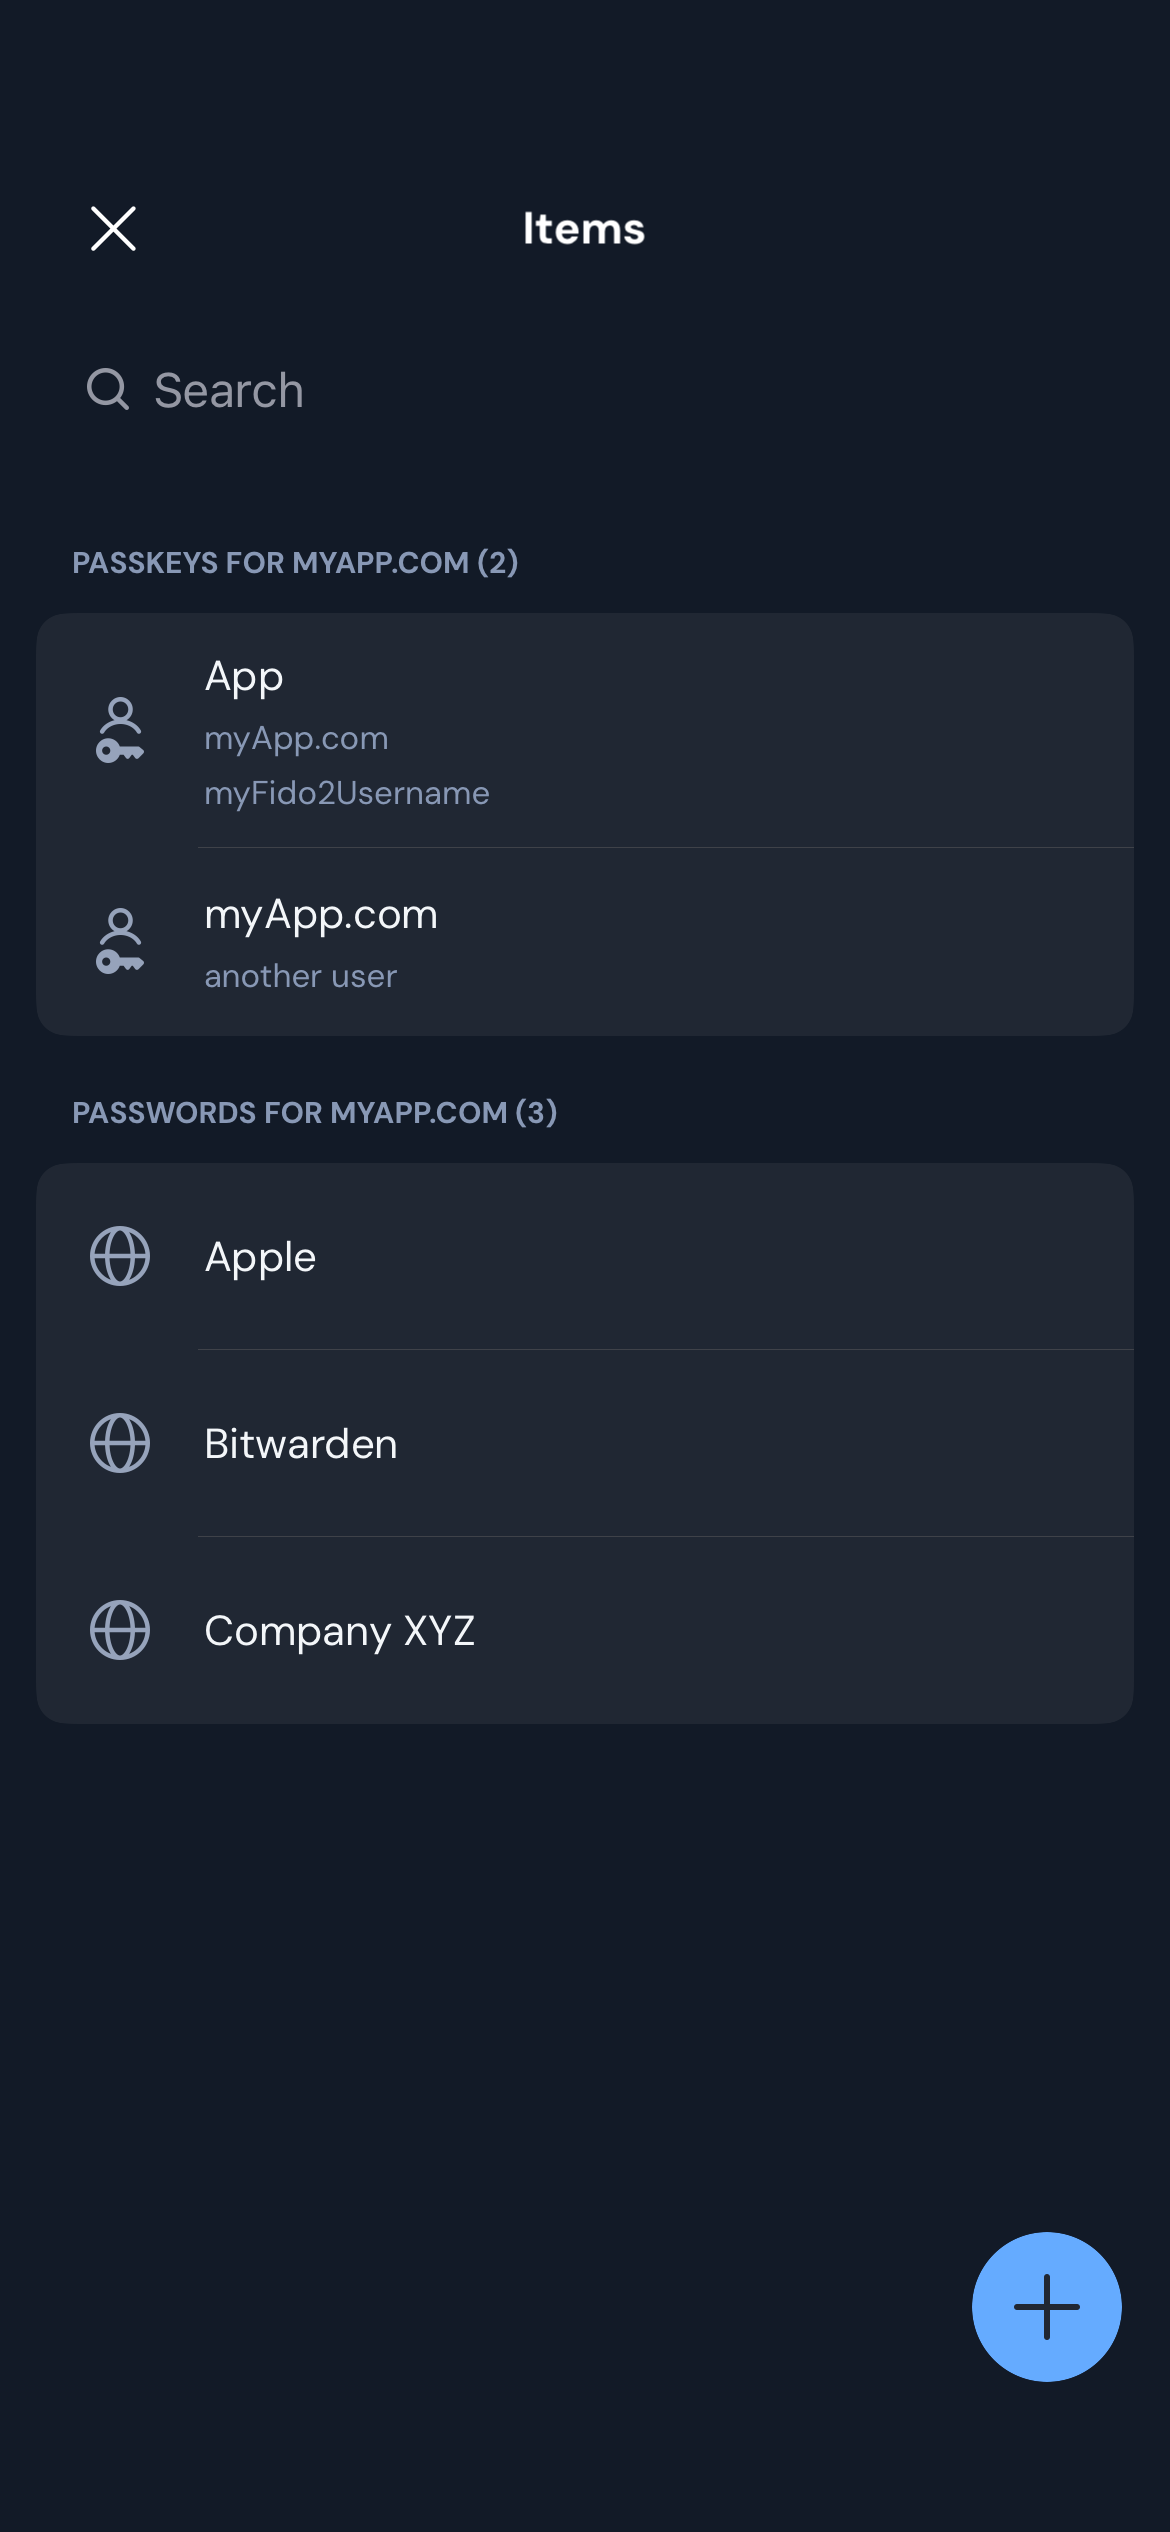 Items
Search
PASSKEYS FOR MYAPP.COM (2)
App
myApp.com
myFido2Username
myApp.com
another user
PASSWORDS FOR MYAPP.COM (3)
Apple
Bitwarden
Company XYZ